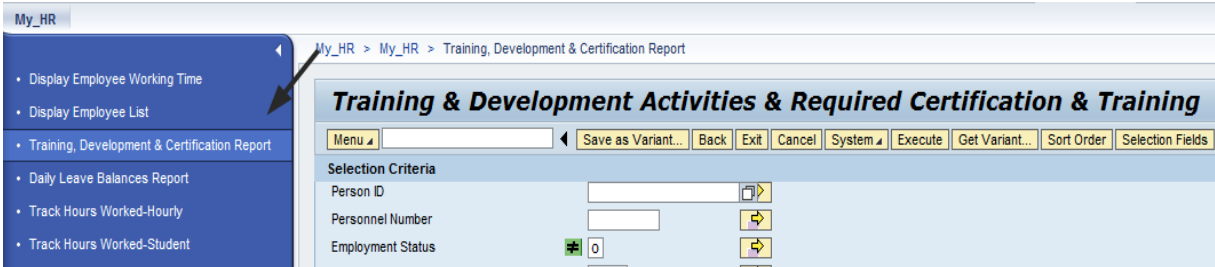 My_HR
My_HR > My_HR > Training, Development & Certification Report
• Display Employee Working Time
• Display Employee List
• Training, Development & Certification Report
• Daily Leave Balances Report
• Track Hours Worked-Hourly
• Track Hours Worked-Student
Training & Development Activities & Required Certification & Training
Menu Save as Variant... Back Exit Cancel System Execute Get Variant... Sort Order Selection Fields
Selection Criteria
Person ID
Personnel Number
Employment Status ≠ 0